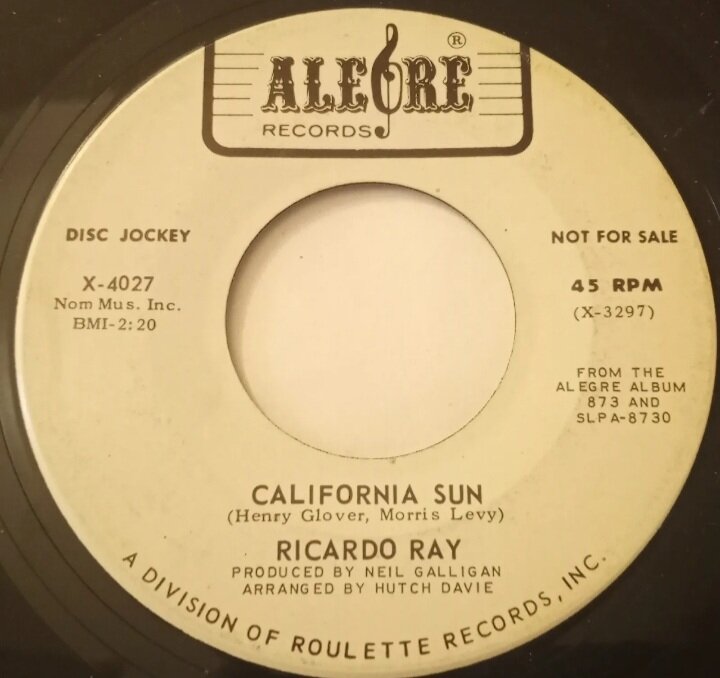 ALEGRE ®
RECORDS
DISC JOCKEY
X-4027
Nom Mus. Inc.
BMI-2:20
NOT FOR SALE
45 RPM
(X-3297)
FROM THE
ALEGRE ALBUM
873 AND
SLPA-8730
CALIFORNIA SUN
(Henry Glover, Morris Levy)
RICARDO RAY
PRODUCED BY NEIL GALLIGAN
ARRANGED BY HUTCH DAVIE
A DIVISION OF ROULETTE RECORDS, INC.